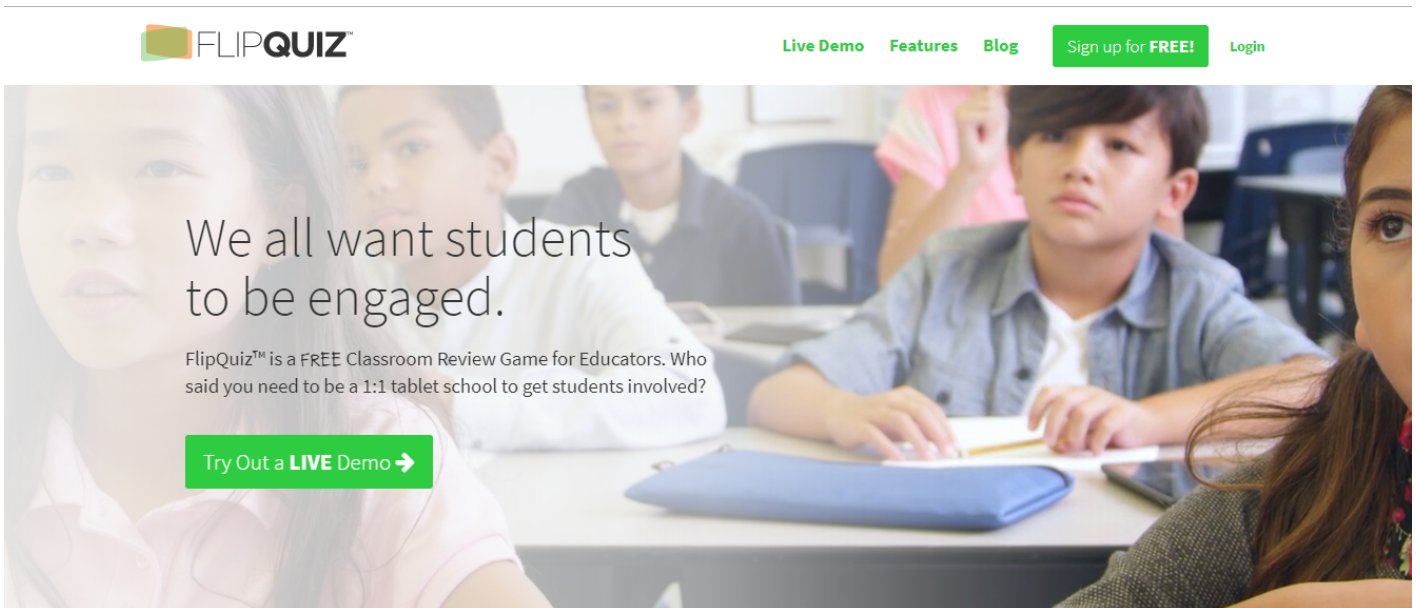 FLIPQUIZ™
Live Demo Features Blog Sign up for FREE! Login
We all want students
to be engaged.
FlipQuiz™ is a FREE Classroom Review Game for Educators. Who
said you need to be a 1:1 tablet school to get students involved?
Try Out a LIVE Demo →